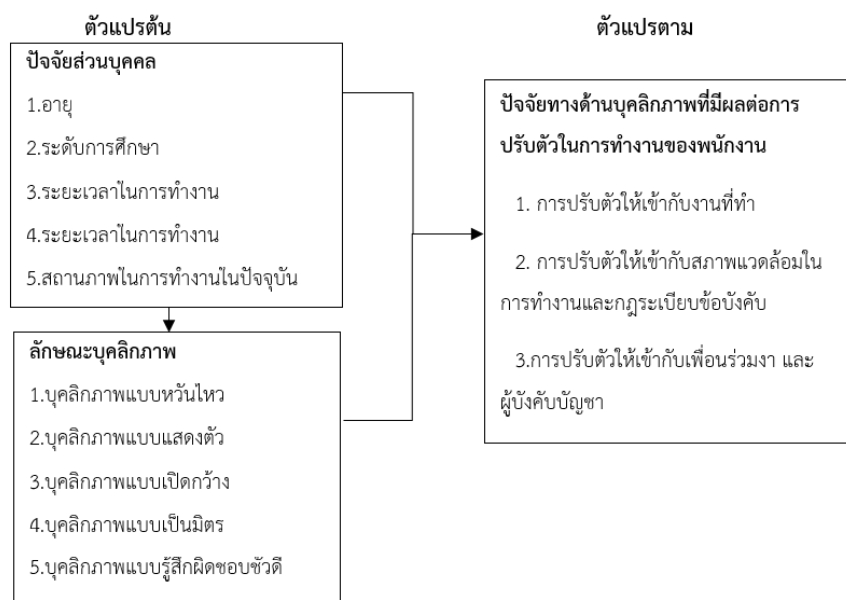 ตัวแปรต้น
ปัจจัยส่วนบุคคล
1.อายุ
2.ระดับการศึกษา
3.ระยะเวลาในการทำงาน
4.ระยะเวลาในการทำงาน
5.สถานภาพในการทำงานในปัจจุบัน
ลักษณะบุคลิกภาพ
1.บุคลิกภาพแบบหวันไหว
2.บุคลิกภาพแบบแสดงตัว
3.บุคลิกภาพแบบเปิดกว้าง
4.บุคลิกภาพแบบเป็นมิตร
5.บุคลิกภาพแบบรู้สึกผิดชอบชัวดี
ตัวแปรตาม
ปัจจัยทางด้านบุคลิกภาพที่มีผลต่อการ
ปรับตัวในการทำงานของพนักงาน
1. การปรับตัวให้เข้ากับงานที่ทำ
2. การปรับตัวให้เข้ากับสภาพแวดล้อมใน
การทำงานและกฎระเบียบข้อบังคับ
3.การปรับตัวให้เข้ากับเพื่อนร่วมงา และ
ผู้บังคับบัญชา